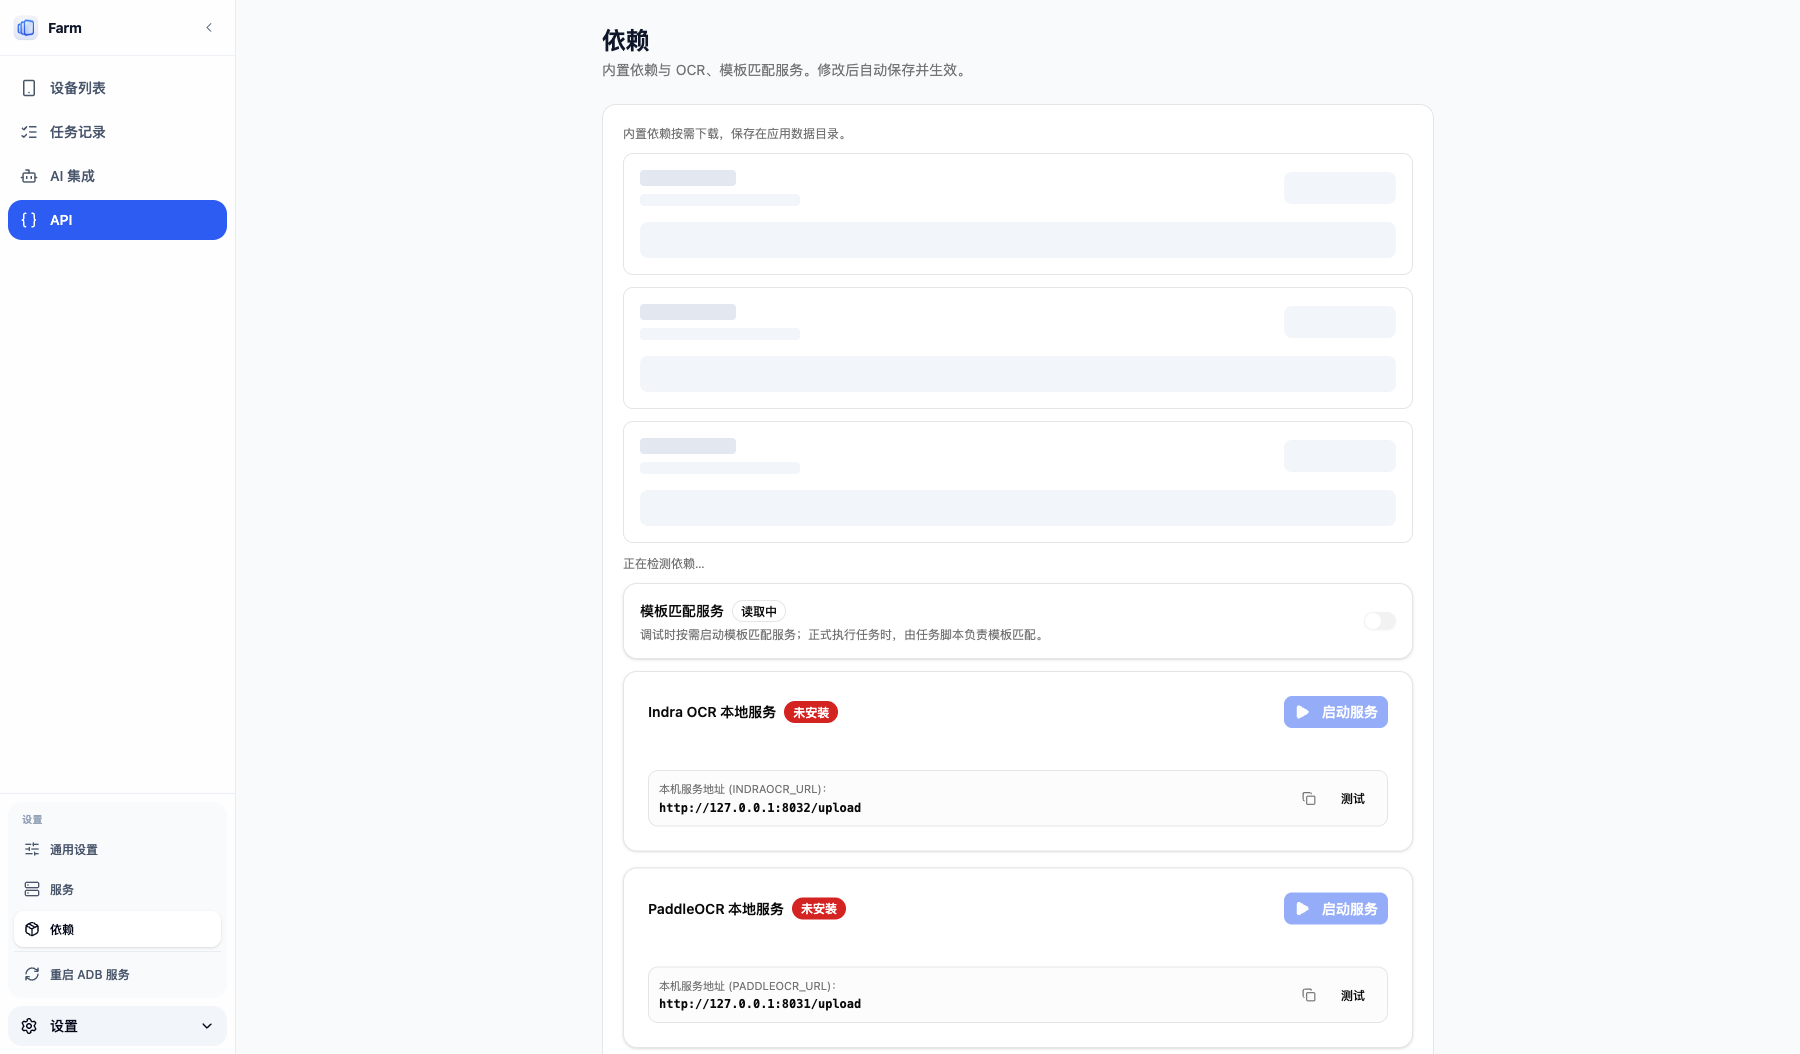 Farm
设备列表
任务记录
AI 集成
API
设置
通用设置
服务
依赖
重启 ADB 服务
设置
依赖
内置依赖与 OCR、模板匹配服务。修改后自动保存并生效。
内置依赖按需下载，保存在应用数据目录。
正在检测依赖...
模板匹配服务 读取中
调试时按需启动模板匹配服务；正式执行任务时，由任务脚本负责模板匹配。
Indra OCR 本地服务 未安装 启动服务
本机服务地址 (INDRAOCR_URL)：
http://127.0.0.1:8032/upload
测试
PaddleOCR 本地服务 未安装 启动服务
本机服务地址 (PADDLEOCR_URL)：
http://127.0.0.1:8031/upload
测试